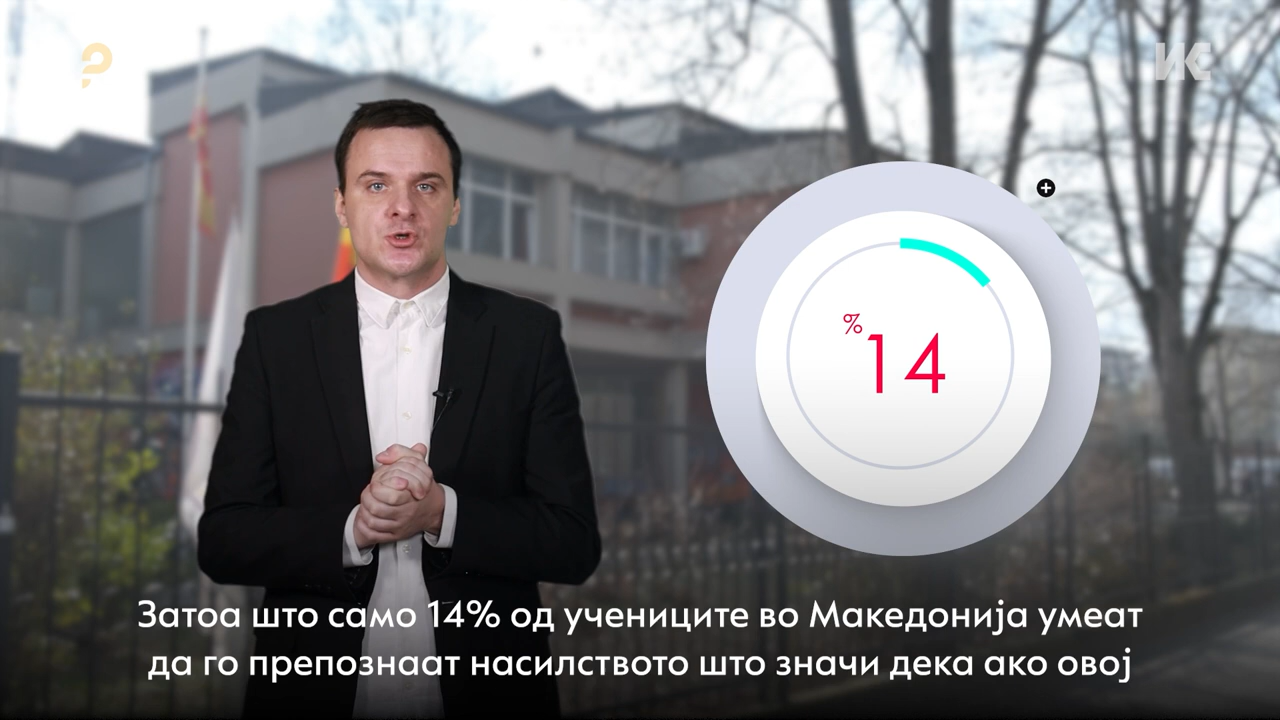 ИЕ
%
14
Затоа што само 14% од учениците во Македонија умеат
да го препознаат насилството што значи дека ако овој